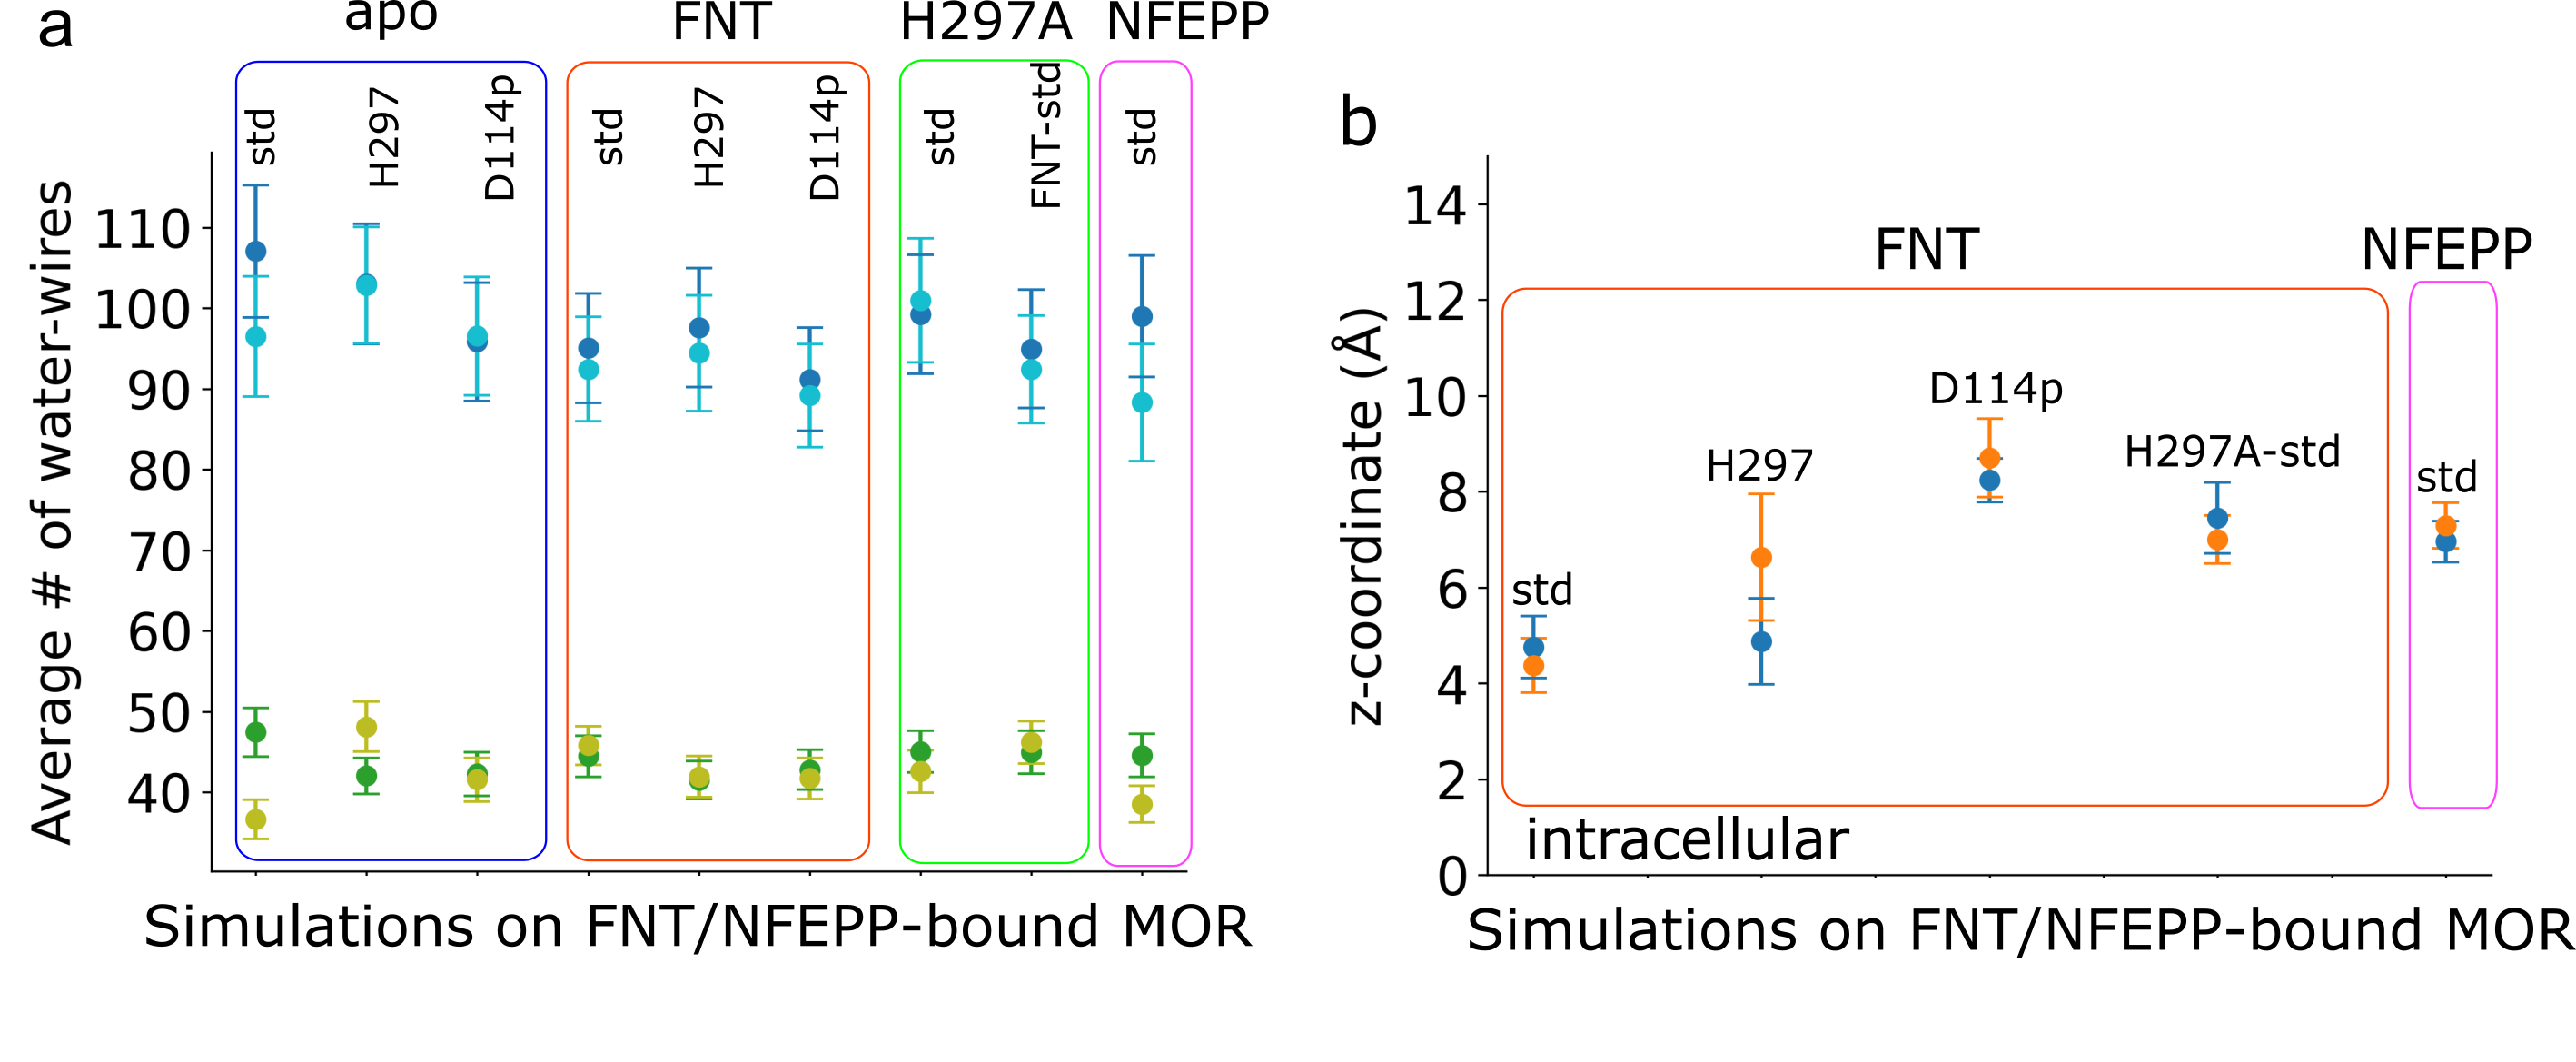 a
apo FNT H297A NFEPP
std H297 D114p std H297 D114p std FNT-std std
Average # of water-wires
110
100
90
80
70
60
50
40
Simulations on FNT/NFEPP-bound MOR
b
z-coordinate (Å)
14
12
10
8
6
4
2
0
FNT NFEPP
D114p
H297A-std
H297
std
std
intracellular
Simulations on FNT/NFEPP-bound MOR